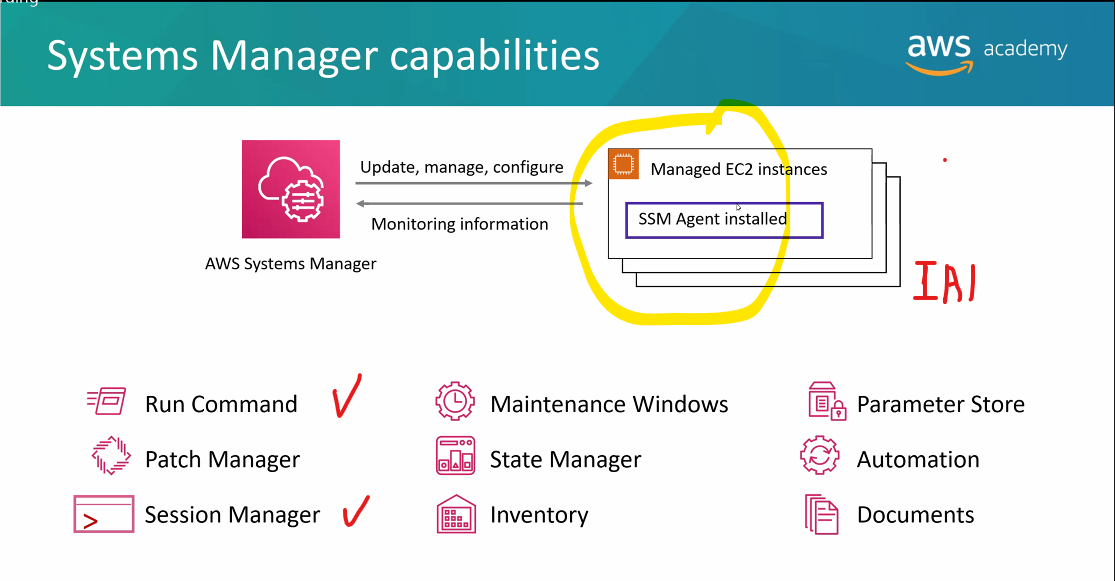 rding
Systems Manager capabilities
aws academy
Update, manage, configure
Monitoring information
AWS Systems Manager
Managed EC2 instances
SSM Agent installed
IAI
Run Command
Maintenance Windows
Parameter Store
Patch Manager
State Manager
Automation
Session Manager
Inventory
Documents